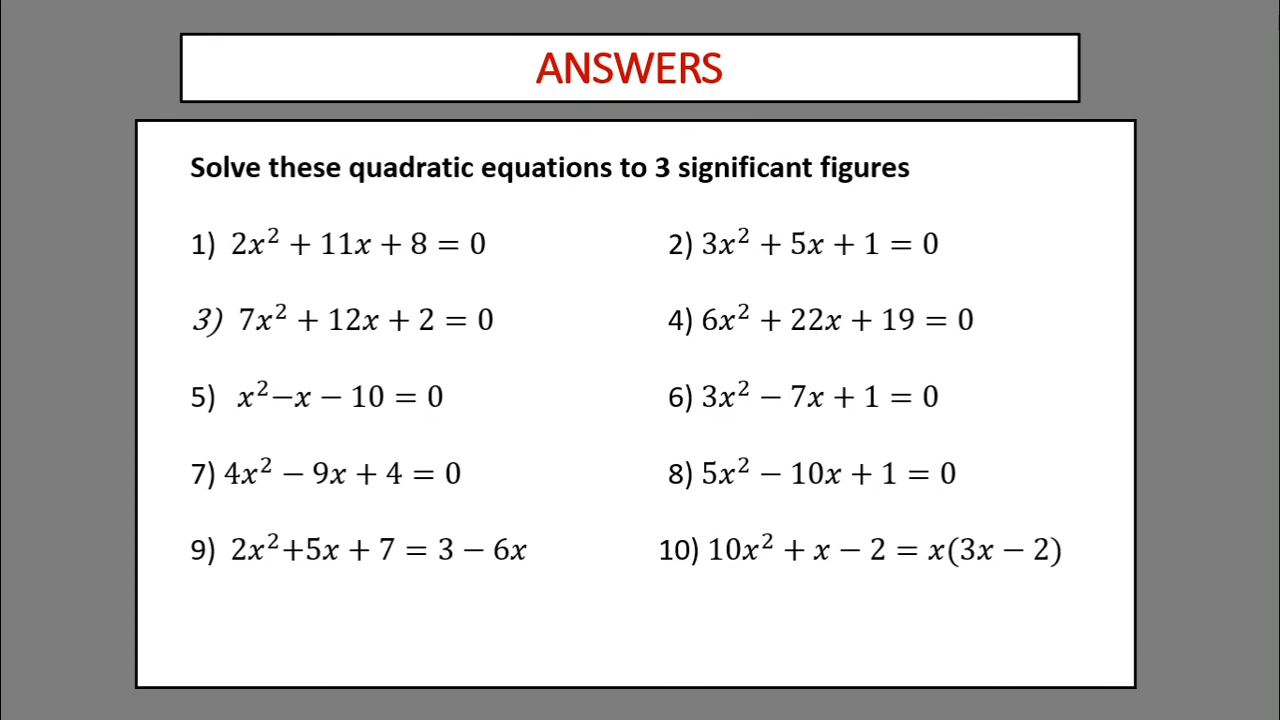 ANSWERS
Solve these quadratic equations to 3 significant figures
1) 2x² + 11x + 8 = 0
2) 3x² + 5x + 1 = 0
3) 7x² + 12x + 2 = 0
4) 6x² + 22x + 19 = 0
5) x²−x − 10 = 0
6) 3x² − 7x + 1 = 0
7) 4x² − 9x + 4 = 0
8) 5x² − 10x + 1 = 0
9) 2x²+5x + 7 = 3 − 6x
10) 10x² + x − 2 = x(3x − 2)